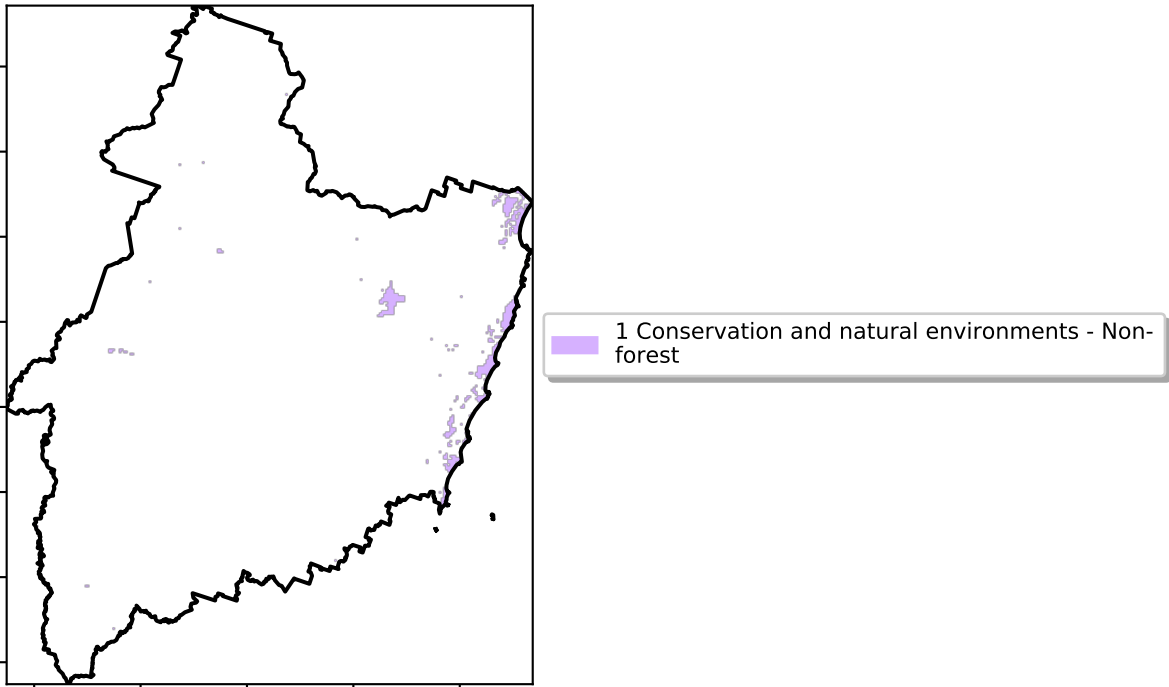 1 Conservation and natural environments - Non-
forest